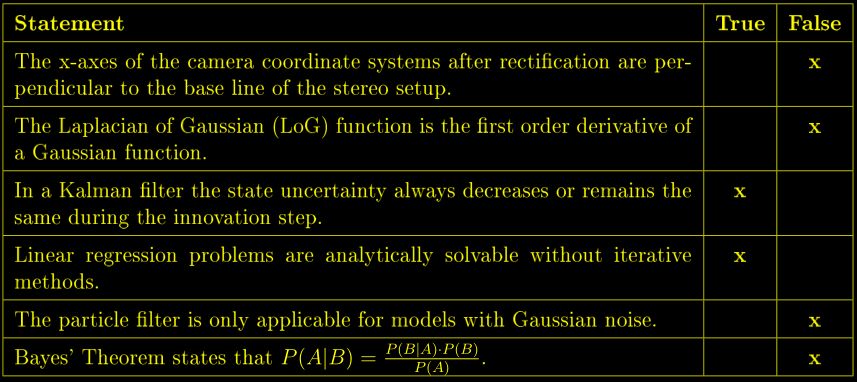 Statement True False
The x-axes of the camera coordinate systems after rectification are per- x
pendicular to the base line of the stereo setup.
The Laplacian of Gaussian (LoG) function is the first order derivative of x
a Gaussian function.
In a Kalman filter the state uncertainty always decreases or remains the x
same during the innovation step.
Linear regression problems are analytically solvable without iterative x
methods.
The particle filter is only applicable for models with Gaussian noise. x
Bayes' Theorem states that P(A|B) = P(B|A)·P(B) / P(A). x